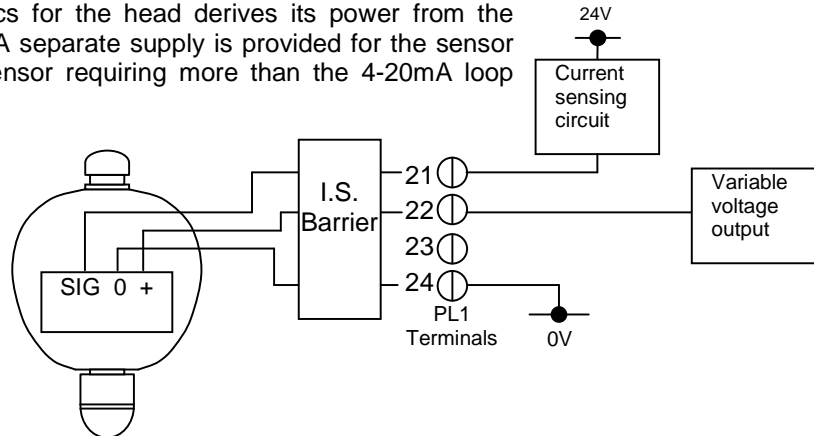 cs for the head derives its power from the
A separate supply is provided for the sensor
ensor requiring more than the 4-20mA loop
24V
Current
sensing
circuit
I.S.
Barrier
21
22
23
24
PL1
Terminals
0V
Variable
voltage
output
SIG 0 +